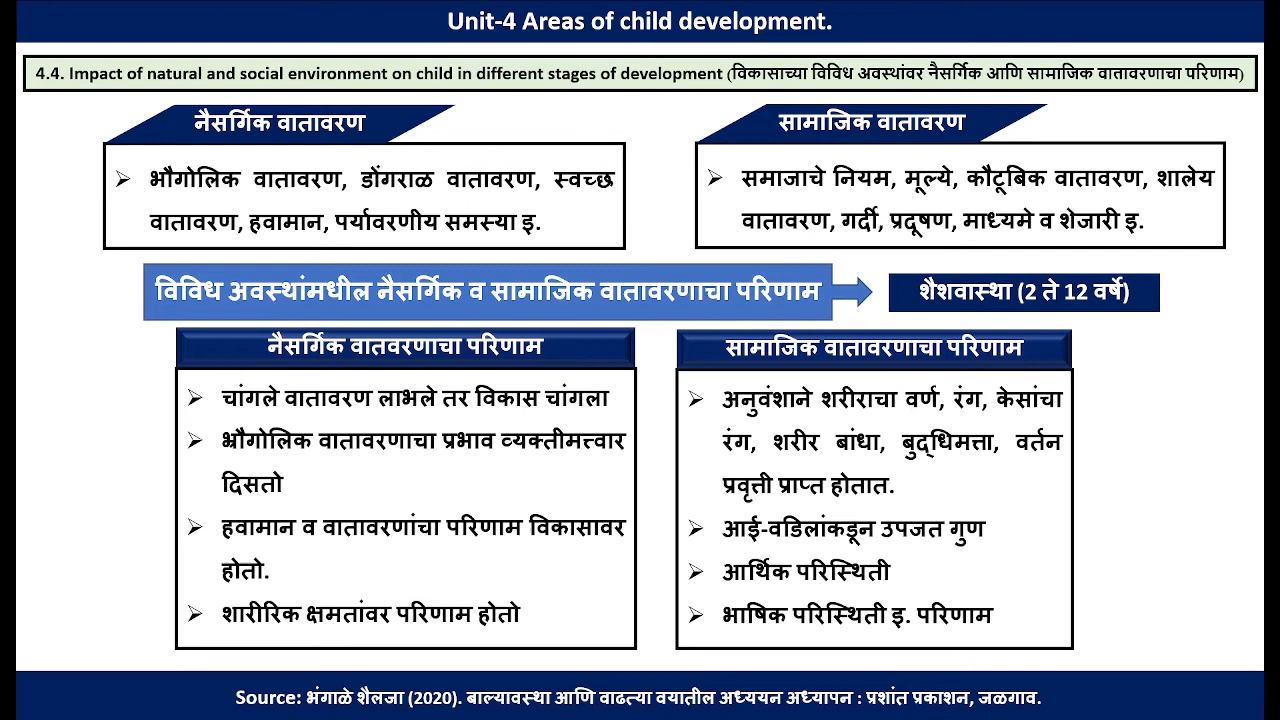 Unit-4 Areas of child development.
4.4. Impact of natural and social environment on child in different stages of development (विकासाच्या विविध अवस्थांवर नैसर्गिक आणि सामाजिक वातावरणाचा परिणाम)
नैसर्गिक वातावरण
➢ भौगोलिक वातावरण, डोंगराळ वातावरण, स्वच्छ
वातावरण, हवामान, पर्यावरणीय समस्या इ.
सामाजिक वातावरण
➢ समाजाचे नियम, मूल्ये, कौटूबिक वातावरण, शालेय
वातावरण, गर्दी, प्रदूषण, माध्यमे व शेजारी इ.
विविध अवस्थांमधील नैसर्गिक व सामाजिक वातावरणाचा परिणाम
शैशवास्था (2 ते 12 वर्षे)
नैसर्गिक वातवरणाचा परिणाम
➢ चांगले वातावरण लाभले तर विकास चांगला
➢ भौगोलिक वातावरणाचा प्रभाव व्यक्तीमत्त्वार
दिसतो
➢ हवामान व वातावरणांचा परिणाम विकासावर
होतो.
➢ शारीरिक क्षमतांवर परिणाम होतो
सामाजिक वातावरणाचा परिणाम
➢ अनुवंशाने शरीराचा वर्ण, रंग, केसांचा
रंग, शरीर बांधा, बुद्धिमत्ता, वर्तन
प्रवृत्ती प्राप्त होतात.
➢ आई-वडिलांकडून उपजत गुण
➢ आर्थिक परिस्थिती
➢ भाषिक परिस्थिती इ. परिणाम
Source: भंगाळे शैलजा (2020). बाल्यावस्था आणि वाढत्या वयातील अध्ययन अध्यापन : प्रशांत प्रकाशन, जळगाव.